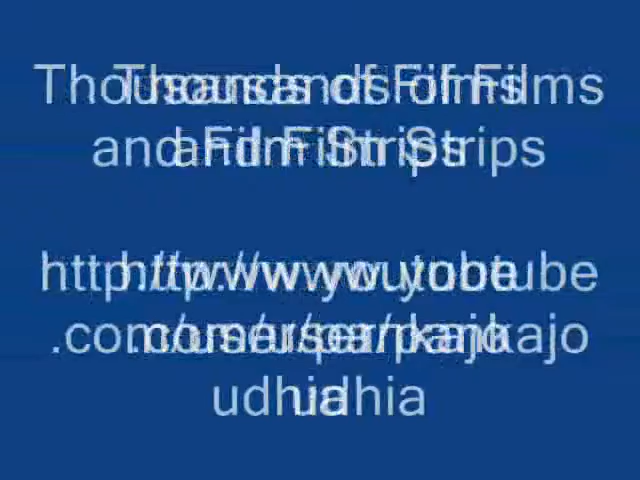 Thousands of Films
and Film Strips
http://www.youtube
.com/user/pankajo
udhia